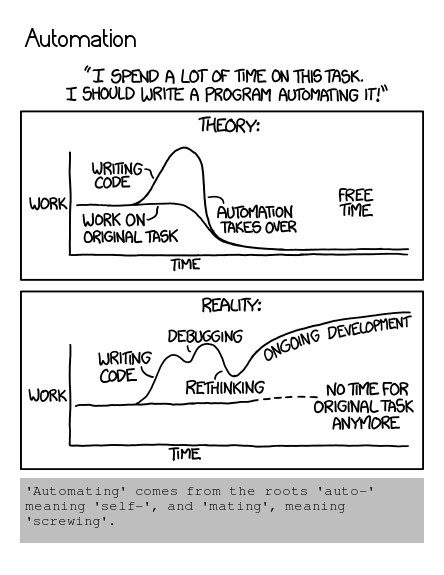 Automation
"I SPEND A LOT OF TIME ON THIS TASK.
I SHOULD WRITE A PROGRAM AUTOMATING IT!"
THEORY:
WRITING
CODE
WORK
WORK ON
ORIGINAL TASK
AUTOMATION
TAKES OVER
FREE
TIME
TIME
REALITY:
DEBUGGING
WRITING
CODE
RETHINKING
ONGOING DEVELOPMENT
WORK
NO TIME FOR
ORIGINAL TASK
ANYMORE
TIME
'Automating' comes from the roots 'auto-'
meaning 'self-', and 'mating', meaning
'screwing'.